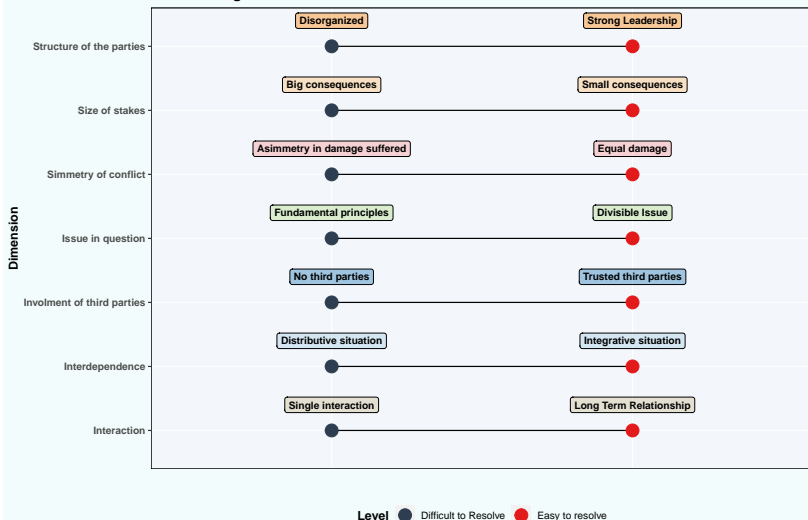 Disorganized Strong Leadership
Structure of the parties
Big consequences Small consequences
Size of stakes
Asimmetry in damage suffered Equal damage
Simmetry of conflict
Fundamental principles Divisible Issue
Issue in question
No third parties Trusted third parties
Involment of third parties
Distributive situation Integrative situation
Interdependence
Single interaction Long Term Relationship
Interaction
Dimension
Level Difficult to Resolve Easy to resolve